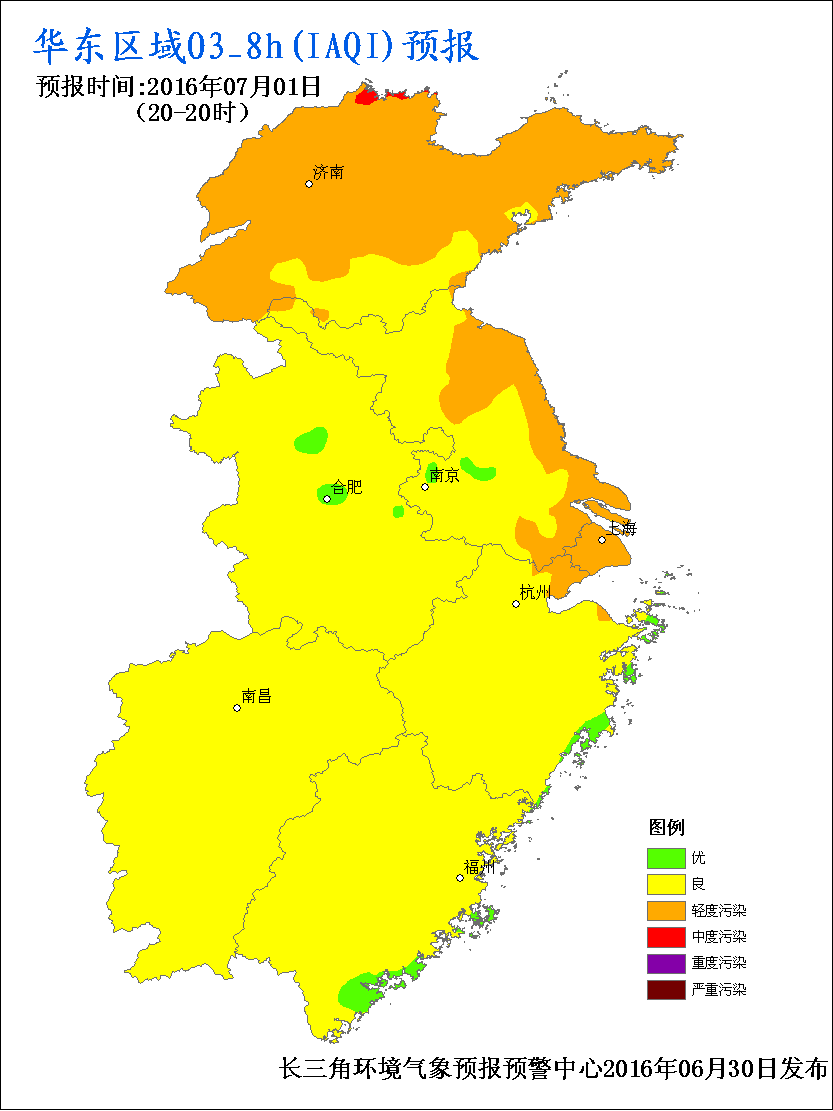 华东区域O3_8h(IAQI)预报
预报时间:2016年07月01日
(20-20时)
济南
南京
合肥
上海
杭州
南昌
福州
图例
优
良
轻度污染
中度污染
重度污染
严重污染
长三角环境气象预报预警中心2016年06月30日发布